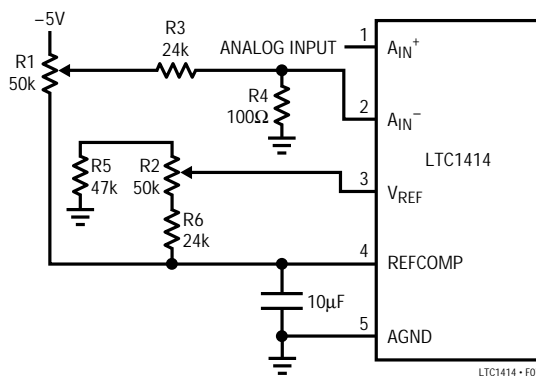 –5V
R1
50k
R3
24k
ANALOG INPUT
1
AIN+
R4
100Ω
2
AIN–
LTC1414
R5
47k
R2
50k
3
VREF
R6
24k
4
REFCOMP
10µF
5
AGND
LTC1414 • F0